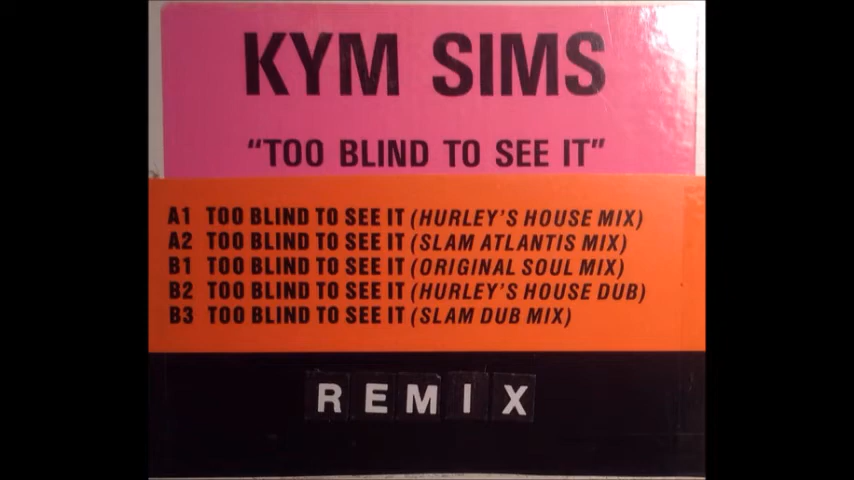 KYM SIMS
"TOO BLIND TO SEE IT"
A1 TOO BLIND TO SEE IT (HURLEY'S HOUSE MIX)
A2 TOO BLIND TO SEE IT (SLAM ATLANTIS MIX)
B1 TOO BLIND TO SEE IT (ORIGINAL SOUL MIX)
B2 TOO BLIND TO SEE IT (HURLEY'S HOUSE DUB)
B3 TOO BLIND TO SEE IT (SLAM DUB MIX)
REMIX